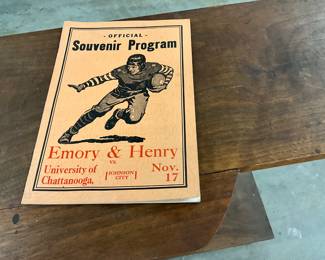 - OFFICIAL -
Souvenir Program
Emory & Henry
vs.
University of
Chattanooga,
[JOHNSON
CITY]
Nov.
17